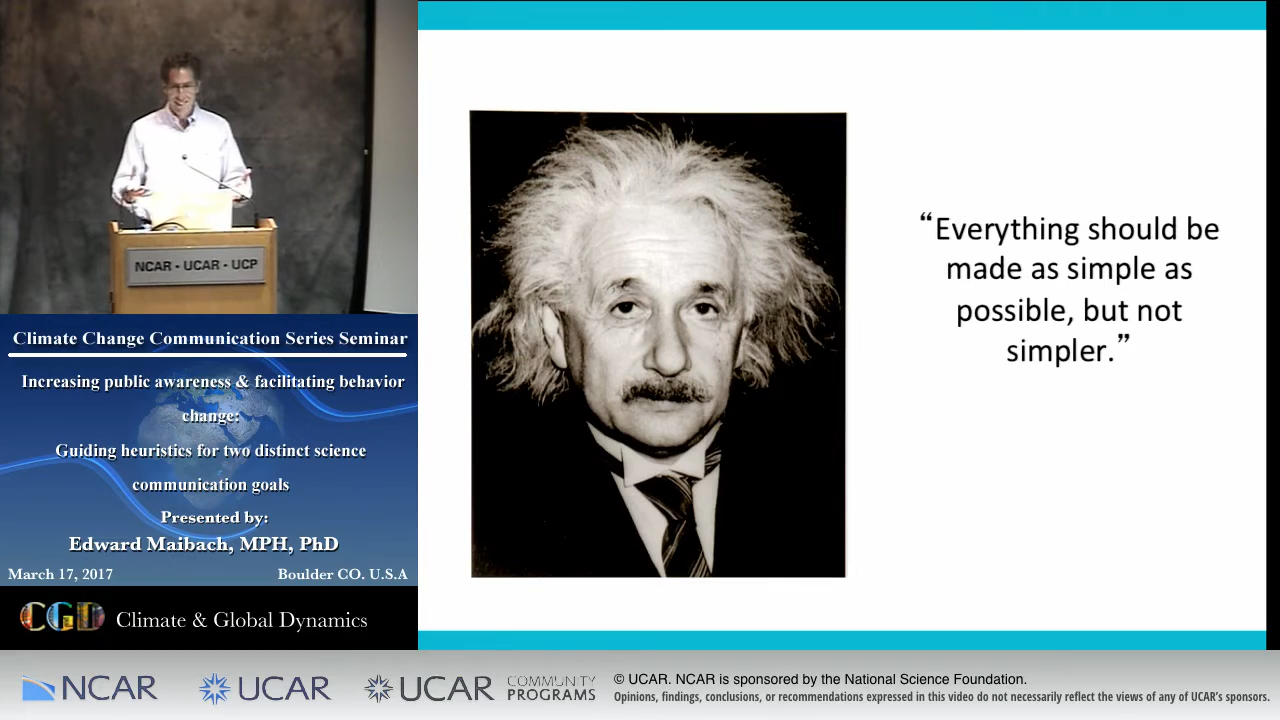 NCAR • UCAR • UCP
Climate Change Communication Series Seminar
Increasing public awareness & facilitating behavior
change:
Guiding heuristics for two distinct science
communication goals
Presented by:
Edward Maibach, MPH, PhD
March 17, 2017 Boulder CO. U.S.A
CGD Climate & Global Dynamics
“Everything should be
made as simple as
possible, but not
simpler.”
NCAR UCAR UCAR COMMUNITY PROGRAMS
© UCAR. NCAR is sponsored by the National Science Foundation.
Opinions, findings, conclusions, or recommendations expressed in this video do not necessarily reflect the views of any of UCAR's sponsors.